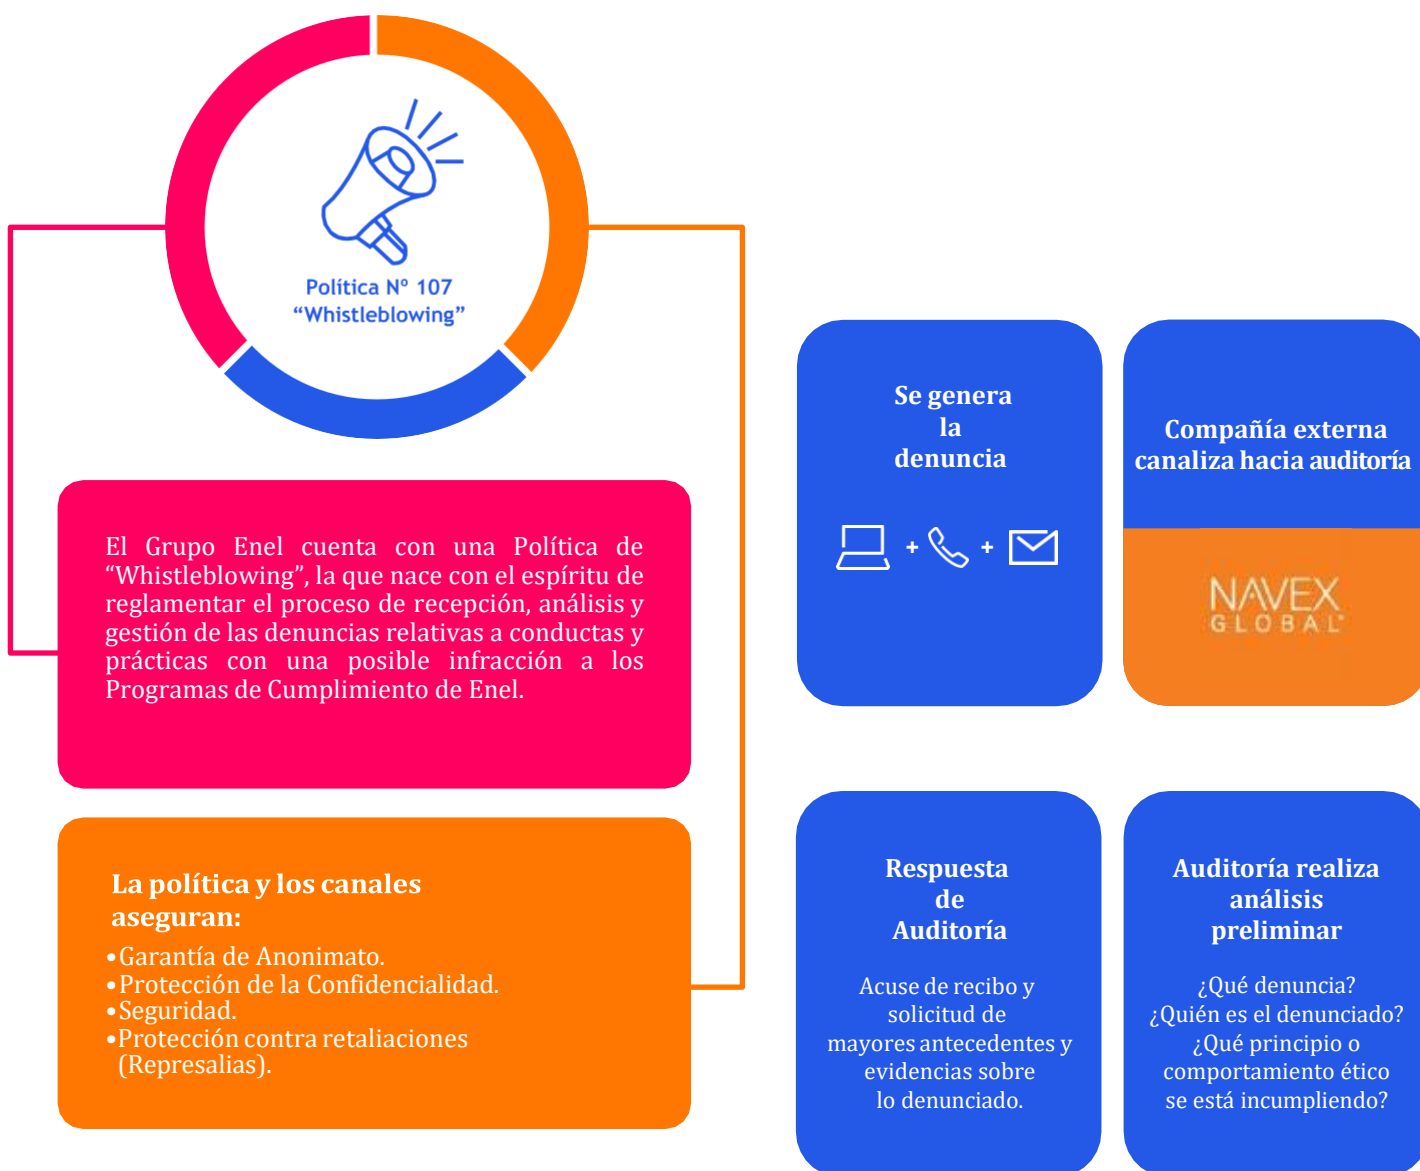 Política Nº 107
“Whistleblowing”
El Grupo Enel cuenta con una Política de
“Whistleblowing”, la que nace con el espíritu de
reglamentar el proceso de recepción, análisis y
gestión de las denuncias relativas a conductas y
prácticas con una posible infracción a los
Programas de Cumplimiento de Enel.
La política y los canales
aseguran:
•Garantía de Anonimato.
•Protección de la Confidencialidad.
•Seguridad.
•Protección contra retaliaciones
(Represalias).
Se genera
la
denuncia
+ +
Compañía externa
canaliza hacia auditoría
NAVEX
GLOBAL®
Respuesta
de
Auditoría
Acuse de recibo y
solicitud de
mayores antecedentes y
evidencias sobre
lo denunciado.
Auditoría realiza
análisis
preliminar
¿Qué denuncia?
¿Quién es el denunciado?
¿Qué principio o
comportamiento ético
se está incumpliendo?